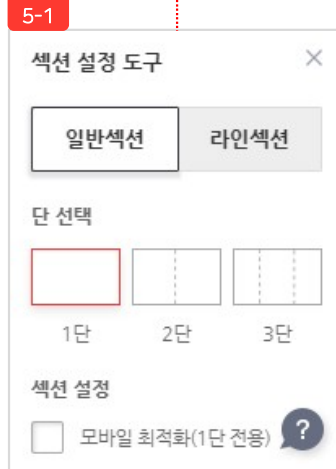 5-1
섹션 설정 도구
일반섹션 라인섹션
단 선택
1단 2단 3단
섹션 설정
모바일 최적화(1단 전용) ?